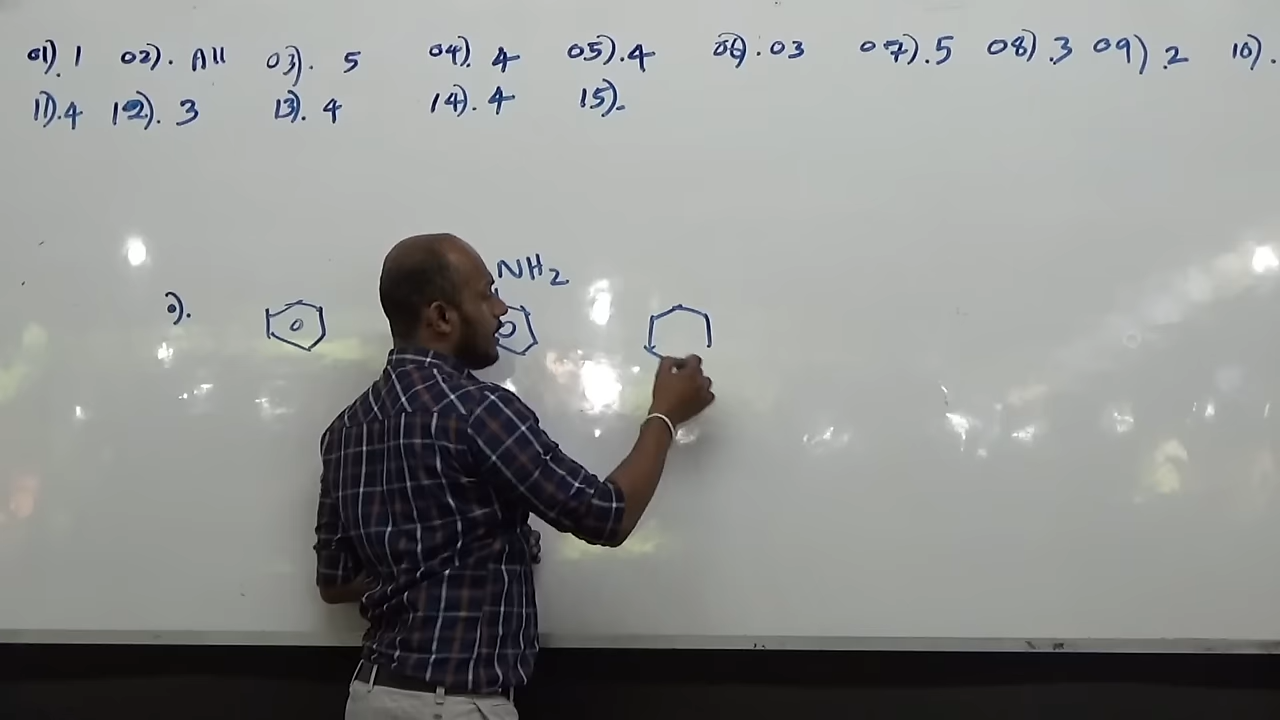 01). 1 02). All 03). 5 04). 4 05). 4 06). 03 07). 5 08). 3 09). 2 10).
11). 4 12). 3 13). 4 14). 4 15).
NH2